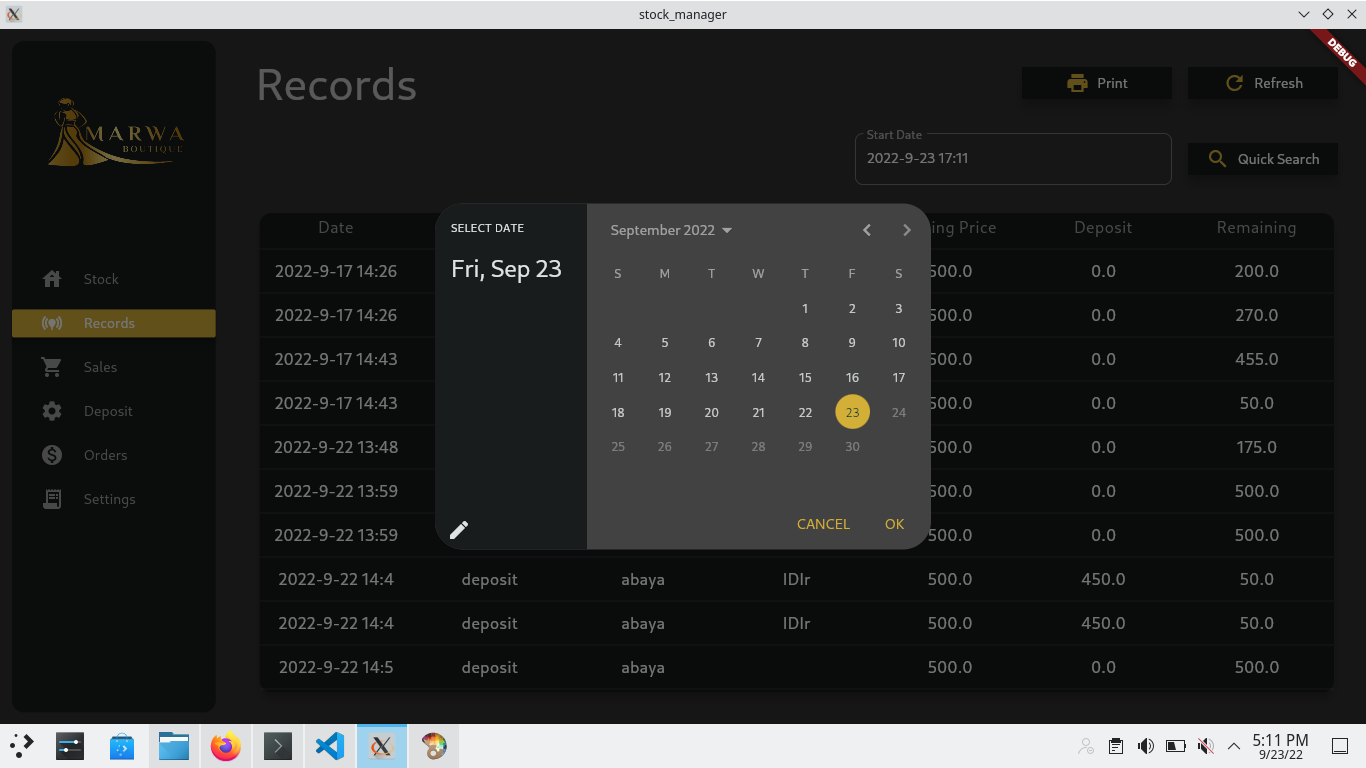 stock_manager
DEBUG
MARWA
BOUTIQUE
Stock
Records
Sales
Deposit
Orders
Settings
Records
Print
Refresh
Start Date
2022-9-23 17:11
Quick Search
Date ing Price Deposit Remaining
2022-9-17 14:26 500.0 0.0 200.0
2022-9-17 14:26 500.0 0.0 270.0
2022-9-17 14:43 500.0 0.0 455.0
2022-9-17 14:43 500.0 0.0 50.0
2022-9-22 13:48 500.0 0.0 175.0
2022-9-22 13:59 500.0 0.0 500.0
2022-9-22 13:59 500.0 0.0 500.0
2022-9-22 14:4 deposit abaya IDIr 500.0 450.0 50.0
2022-9-22 14:4 deposit abaya IDIr 500.0 450.0 50.0
2022-9-22 14:5 deposit abaya 500.0 0.0 500.0
SELECT DATE
Fri, Sep 23
September 2022
S M T W T F S
1 2 3
4 5 6 7 8 9 10
11 12 13 14 15 16 17
18 19 20 21 22 23 24
25 26 27 28 29 30
CANCEL OK
5:11 PM
9/23/22